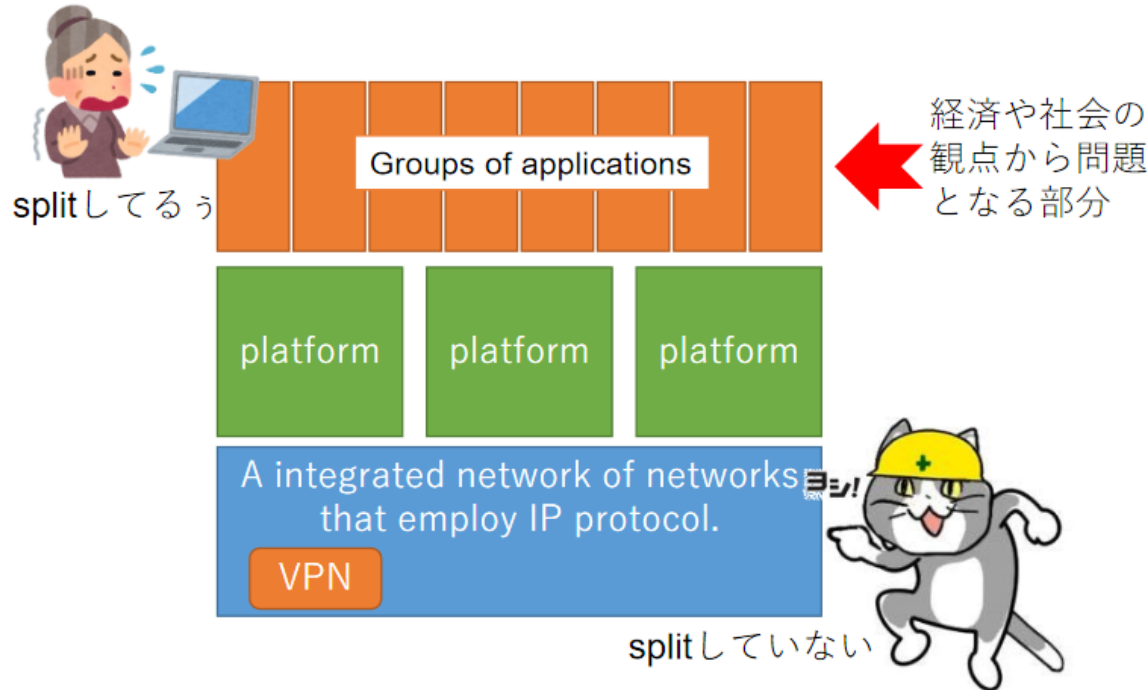 Groups of applications
経済や社会の
観点から問題
となる部分
splitしてるぅ
platform
platform
platform
A integrated network of networks
that employ IP protocol.
ヨシ!
VPN
splitしていない